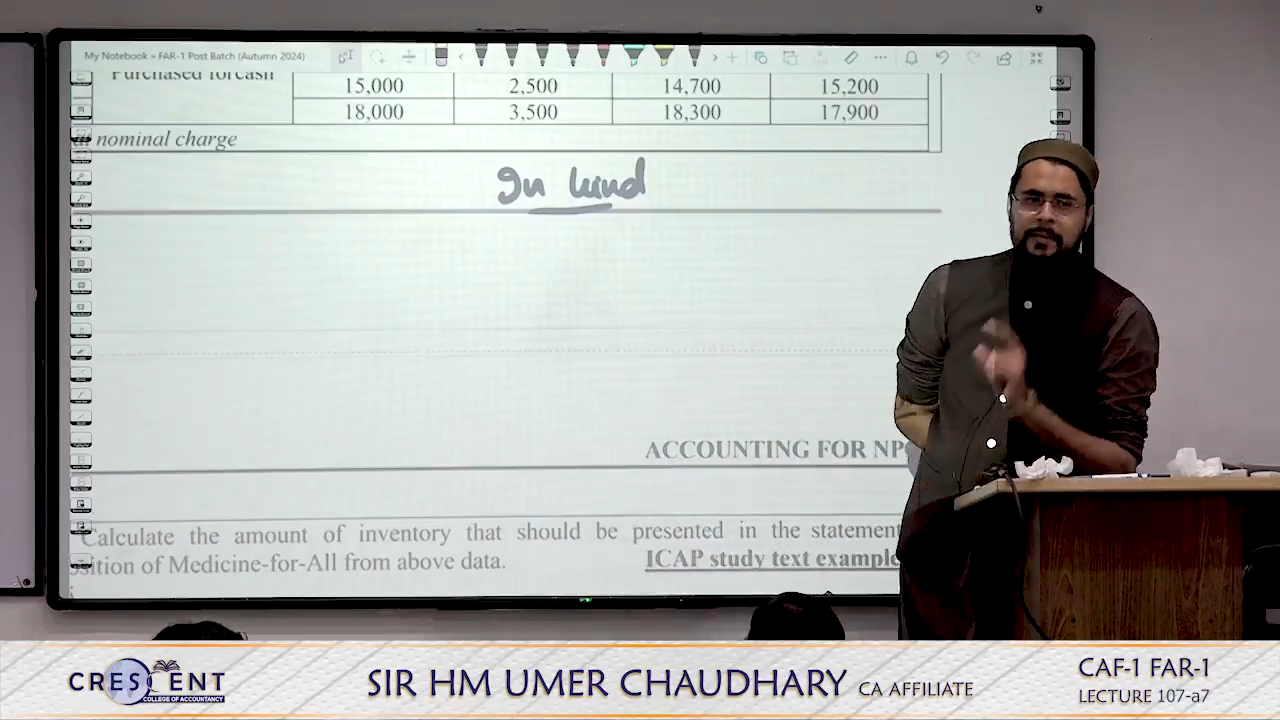 My Notebook » FAR-1 Post Batch (Autumn 2024)
Purchased for cash
15,000 2,500 14,700 15,200
18,000 3,500 18,300 17,900
at nominal charge
In kind
ACCOUNTING FOR NP
Calculate the amount of inventory that should be presented in the statement
sition of Medicine-for-All from above data.
ICAP study text example
CRESCENT
COLLEGE OF ACCOUNTANCY
SIR HM UMER CHAUDHARY CA AFFILIATE
CAF-1 FAR-1
LECTURE 107-a7